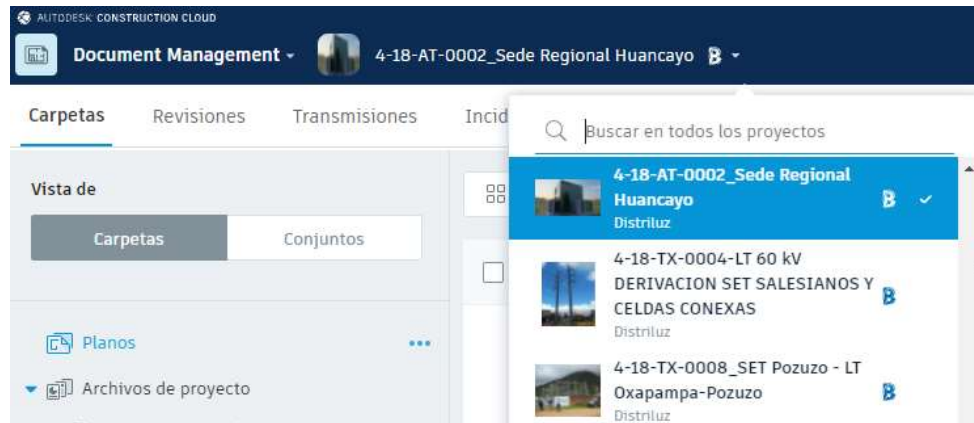 AUTODESK CONSTRUCTION CLOUD
Document Management
4-18-AT-0002_Sede Regional Huancayo
Carpetas Revisiones Transmisiones Incid
Buscar en todos los proyectos
Vista de
Carpetas Conjuntos
Planos
Archivos de proyecto
4-18-AT-0002_Sede Regional
Huancayo
Distriluz
4-18-TX-0004-LT 60 kV
DERIVACION SET SALESIANOS Y
CELDAS CONEXAS
Distriluz
4-18-TX-0008_SET Pozuzo - LT
Oxapampa-Pozuzo
Distriluz